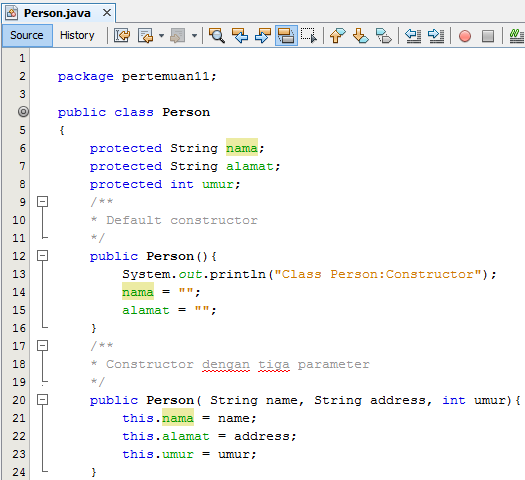 Person.java
Source History
1
2 package pertemuan11;
3
public class Person
5 {
6 protected String nama;
7 protected String alamat;
8 protected int umur;
9 /**
10 * Default constructor
11 */
12 public Person(){
13 System.out.println("Class Person:Constructor");
14 nama = "";
15 alamat = "";
16 }
17 /**
18 * Constructor dengan tiga parameter
19 */
20 public Person( String name, String address, int umur){
21 this.nama = name;
22 this.alamat = address;
23 this.umur = umur;
24 }